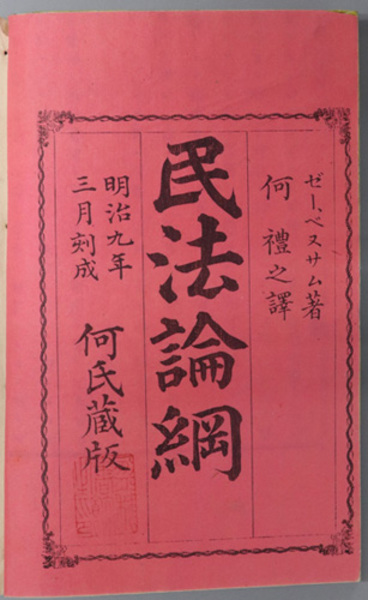 ゼー、ベスサム著
何禮之譯
民法論綱
明治九年
三月刻成
何氏蔵版